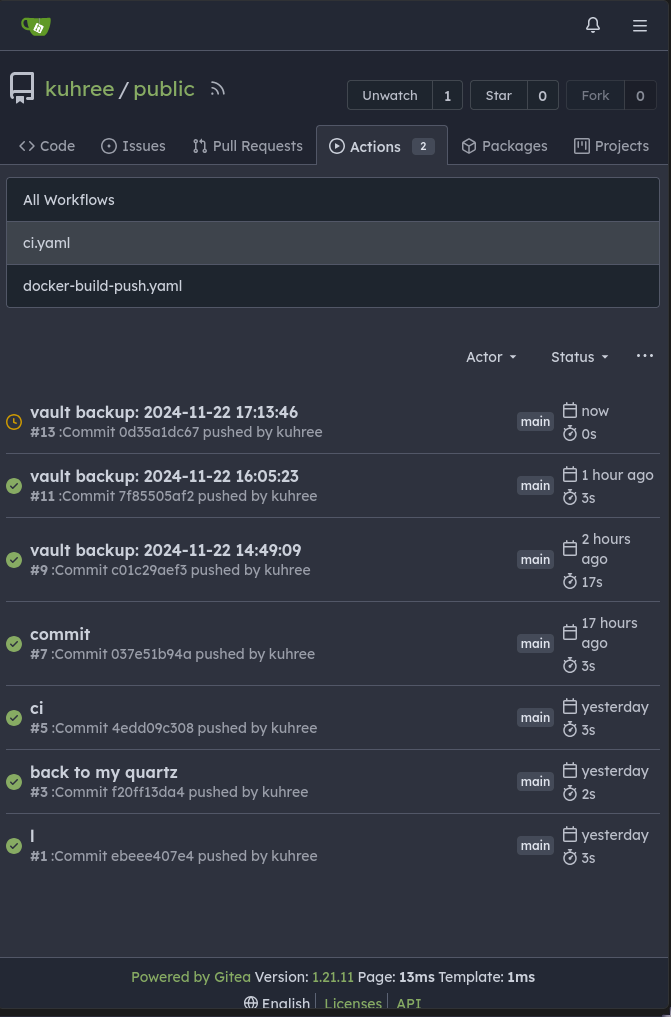 kuhree / public
Unwatch 1 Star 0 Fork 0
Code Issues Pull Requests Actions 2 Packages Projects
All Workflows
ci.yaml
docker-build-push.yaml
Actor Status
vault backup: 2024-11-22 17:13:46
#13 :Commit 0d35a1dc67 pushed by kuhree
main
now
0s
vault backup: 2024-11-22 16:05:23
#11 :Commit 7f85505af2 pushed by kuhree
main
1 hour ago
3s
vault backup: 2024-11-22 14:49:09
#9 :Commit c01c29aef3 pushed by kuhree
main
2 hours
ago
17s
commit
#7 :Commit 037e51b94a pushed by kuhree
main
17 hours
ago
3s
ci
#5 :Commit 4edd09c308 pushed by kuhree
main
yesterday
3s
back to my quartz
#3 :Commit f20ff13da4 pushed by kuhree
main
yesterday
2s
l
#1 :Commit ebeee407e4 pushed by kuhree
main
yesterday
3s
Powered by Gitea Version: 1.21.11 Page: 13ms Template: 1ms
English Licenses API